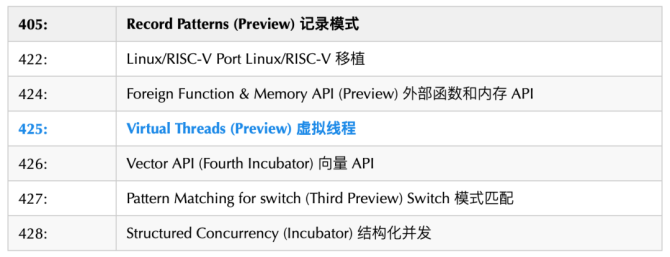 405: Record Patterns (Preview) 记录模式
422: Linux/RISC-V Port Linux/RISC-V 移植
424: Foreign Function & Memory API (Preview) 外部函数和内存 API
425: Virtual Threads (Preview) 虚拟线程
426: Vector API (Fourth Incubator) 向量 API
427: Pattern Matching for switch (Third Preview) Switch 模式匹配
428: Structured Concurrency (Incubator) 结构化并发